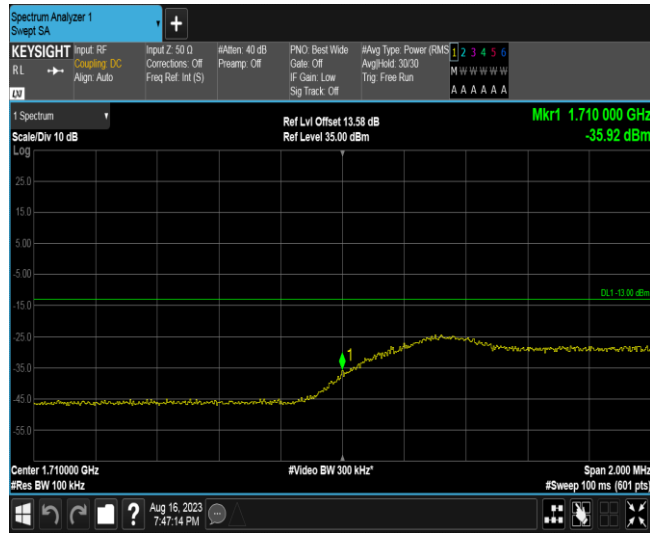 Spectrum Analyzer 1
Swept SA
KEYSIGHT
RL
LXI
Input: RF
Coupling: DC
Align: Auto
Input Z: 50 Ω
Corrections: Off
Freq Ref: Int (S)
#Atten: 40 dB
Preamp: Off
PNO: Best Wide
Gate: Off
IF Gain: Low
Sig Track: Off
#Avg Type: Power (RMS
Avg|Hold: 30/30
Trig: Free Run
1 2 3 4 5 6
M W W W W W
A A A A A A
1 Spectrum
Scale/Div 10 dB
Ref Lvl Offset 13.58 dB
Ref Level 35.00 dBm
Mkr1 1.710 000 GHz
-35.92 dBm
Log
25.0
15.0
5.00
-5.00
DL1 -13.00 dBm
-15.0
-25.0
1
-35.0
-45.0
-55.0
Center 1.710000 GHz
#Video BW 300 kHz*
Span 2.000 MHz
#Res BW 100 kHz
#Sweep 100 ms (601 pts)
?
Aug 16, 2023
7:47:14 PM